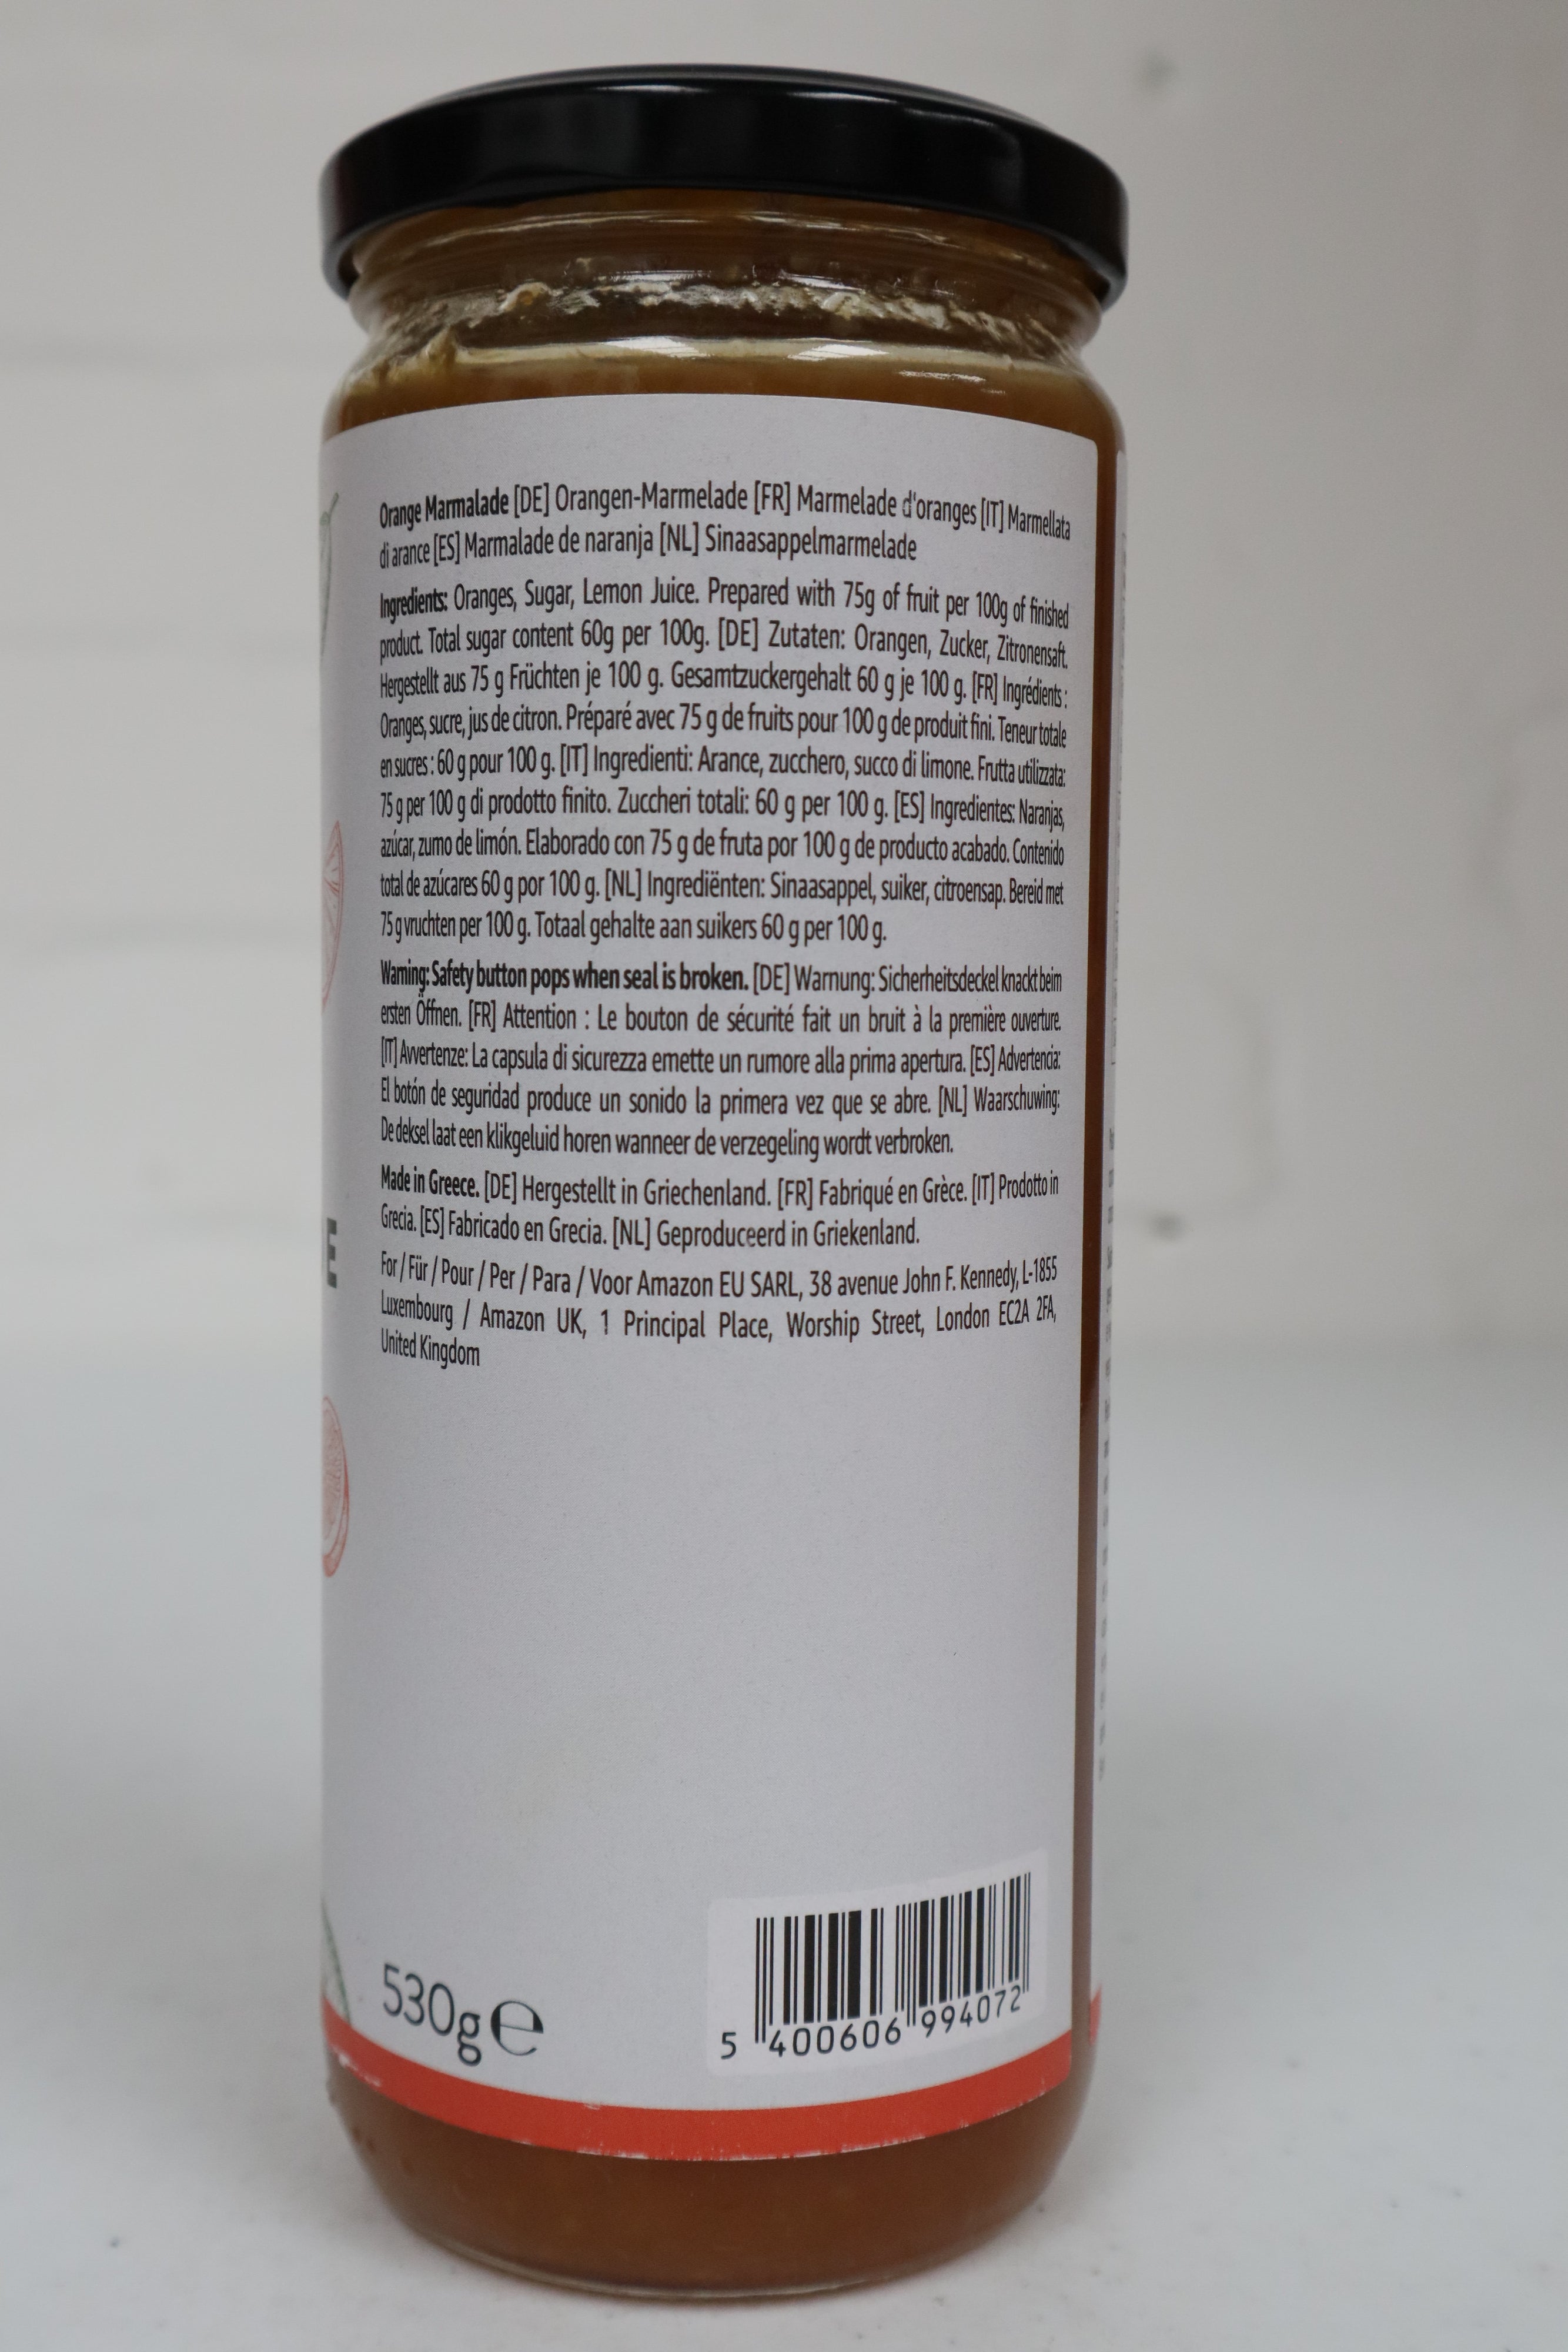 Orange Marmalade [DE] Orangen-Marmelade [FR] Marmelade d'oranges [IT] Marmellata
di arance [ES] Marmalade de naranja [NL] Sinaasappelmarmelade
Ingredients: Oranges, Sugar, Lemon Juice. Prepared with 75g of fruit per 100g of finished
product. Total sugar content 60g per 100g. [DE] Zutaten: Orangen, Zucker, Zitronensaft.
Hergestellt aus 75 g Früchten je 100 g. Gesamtzuckergehalt 60 g je 100 g. [FR] Ingrédients :
Oranges, sucre, jus de citron. Préparé avec 75 g de fruits pour 100 g de produit fini. Teneur totale
en sucres : 60 g pour 100 g. [IT] Ingredienti: Arance, zucchero, succo di limone. Frutta utilizzata:
75 g per 100 g di prodotto finito. Zuccheri totali: 60 g per 100 g. [ES] Ingredientes: Naranjas,
azúcar, zumo de limón. Elaborado con 75 g de fruta por 100 g de producto acabado. Contenido
total de azúcares 60 g por 100 g. [NL] Ingrediënten: Sinaasappel, suiker, citroensap. Bereid met
75 g vruchten per 100 g. Totaal gehalte aan suikers 60 g per 100 g.
Warning: Safety button pops when seal is broken. [DE] Warnung: Sicherheitsdeckel knackt beim
ersten Öffnen. [FR] Attention : Le bouton de sécurité fait un bruit à la première ouverture.
[IT] Avvertenze: La capsula di sicurezza emette un rumore alla prima apertura. [ES] Advertencia:
El botón de seguridad produce un sonido la primera vez que se abre. [NL] Waarschuwing:
De deksel laat een klikgeluid horen wanneer de verzegeling wordt verbroken.
Made in Greece. [DE] Hergestellt in Griechenland. [FR] Fabriqué en Grèce. [IT] Prodotto in
Grecia. [ES] Fabricado en Grecia. [NL] Geproduceerd in Griekenland.
For / Für / Pour / Per / Para / Voor Amazon EU SARL, 38 avenue John F. Kennedy, L-1855
Luxembourg / Amazon UK, 1 Principal Place, Worship Street, London EC2A 2FA,
United Kingdom
E
530g e
5 400606 994072